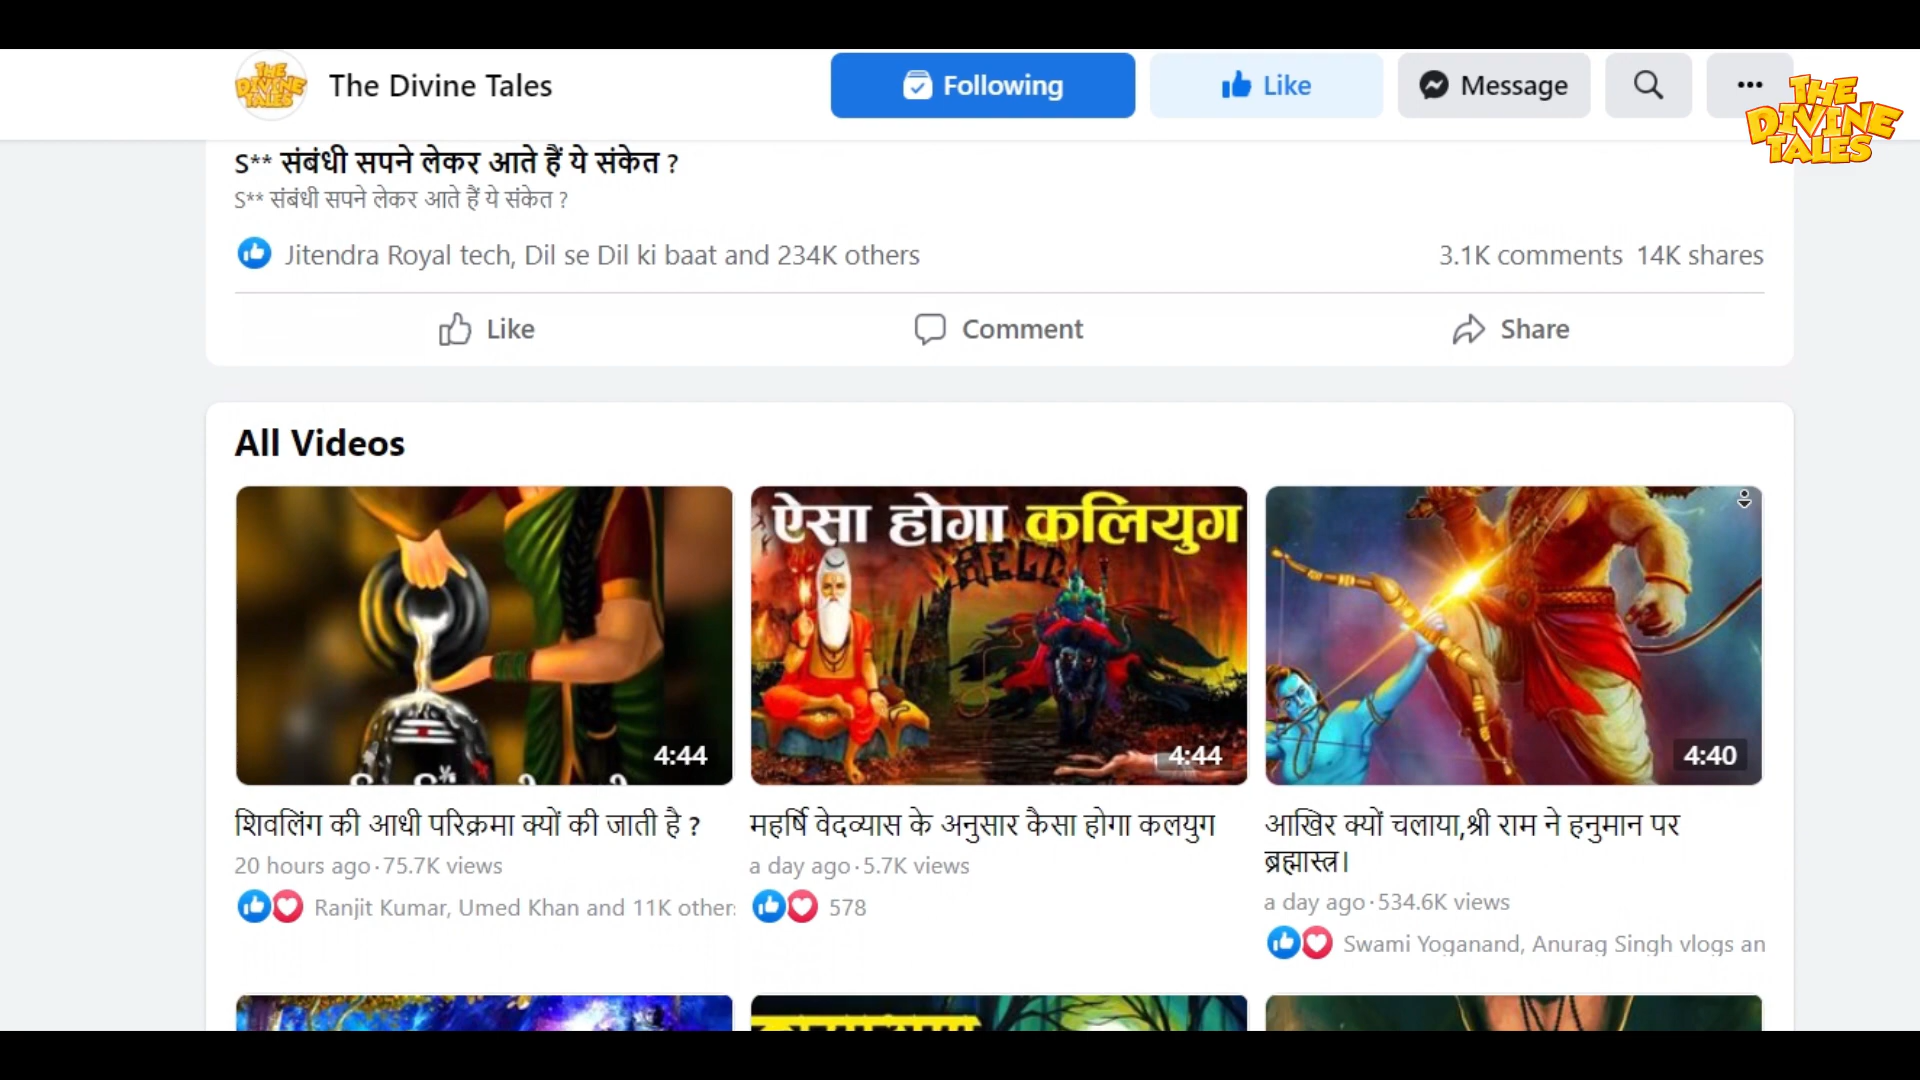 THE DIVINE TALES
The Divine Tales
Following
Like
Message
THE
DIVINE
TALES
S** संबंधी सपने लेकर आते हैं ये संकेत ?
S** संबंधी सपने लेकर आते हैं ये संकेत ?
Jitendra Royal tech, Dil se Dil ki baat and 234K others
3.1K comments 14K shares
Like
Comment
Share
All Videos
4:44
ऐसा होगा कलियुग
HELL
4:44
4:40
शिवलिंग की आधी परिक्रमा क्यों की जाती है ?
20 hours ago · 75.7K views
Ranjit Kumar, Umed Khan and 11K others
महर्षि वेदव्यास के अनुसार कैसा होगा कलयुग
a day ago · 5.7K views
578
आखिर क्यों चलाया,श्री राम ने हनुमान पर
ब्रह्मास्त्र।
a day ago · 534.6K views
Swami Yoganand, Anurag Singh vlogs an